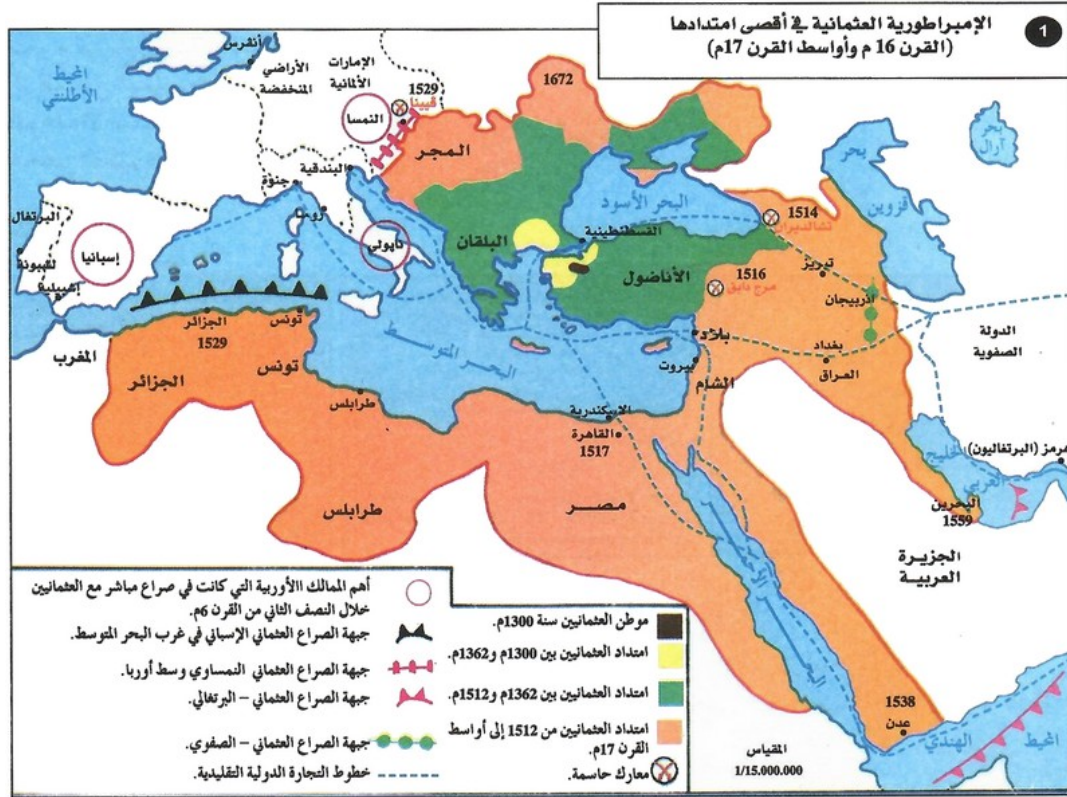 1
الإمبراطورية العثمانية في أقصى امتدادها
(القرن 16 م وأواسط القرن 17م)
المحيط
الأطلنتي
أنفرس
الأراضي
المنخفضة
الإمارات
الألمانية
1529
فيينا
النمسا
1672
المجر
البندقية
جنوة
روما
نابولي
البرتغال
لشبونة
إسبانيا
إشبيلية
البلقان
القسطنطينية
البحر الأسود
الأناضول
بحر
آرال
بحر
قزوين
1514
تشالديران
تبريز
1516
مرج دابق
أذربيجان
الدولة
الصفوية
بغداد
العراق
بلاد
الشام
بيروت
البحر المتوسط
المغرب
الجزائر
1529
الجزائر
تونس
تونس
طرابلس
طرابلس
الاسكندرية
القاهرة
1517
مصر
هرمز (البرتغاليون)
الخليج
العربي
البحرين
1559
الجزيرة
العربية
1538
عدن
المحيط
الهندي
أهم الممالك الأوربية التي كانت في صراع مباشر مع العثمانيين
خلال النصف الثاني من القرن 6م.
جبهة الصراع العثماني الإسباني في غرب البحر المتوسط.
جبهة الصراع العثماني النمساوي وسط أوربا.
جبهة الصراع العثماني – البرتغالي.
جبهة الصراع العثماني – الصفوي.
خطوط التجارة الدولية التقليدية.
موطن العثمانيين سنة 1300م.
امتداد العثمانيين بين 1300م و1362م.
امتداد العثمانيين بين 1362م و1512م.
امتداد العثمانيين من 1512 إلى أواسط
القرن 17م.
معارك حاسمة.
المقياس
1/15.000.000